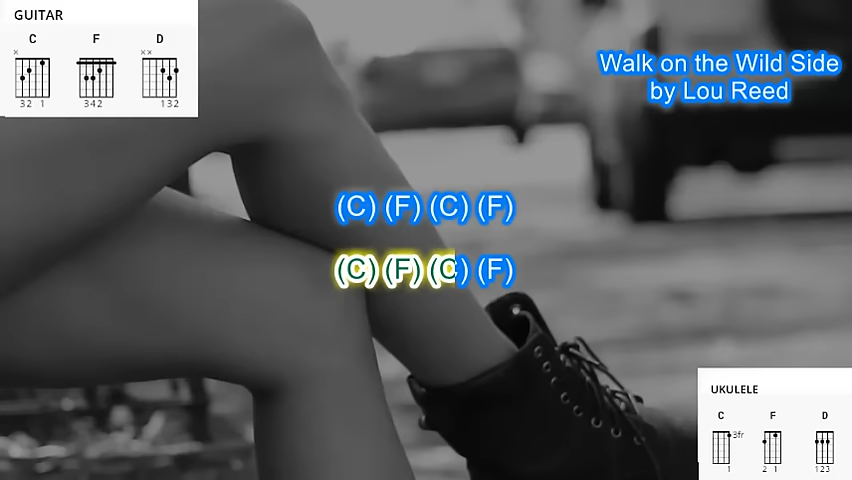 GUITAR
C F D
x xx
32 1 342 132
Walk on the Wild Side
by Lou Reed
(C) (F) (C) (F)
(C) (F) (C) (F)
UKULELE
C F D
3fr
1 2 1 123